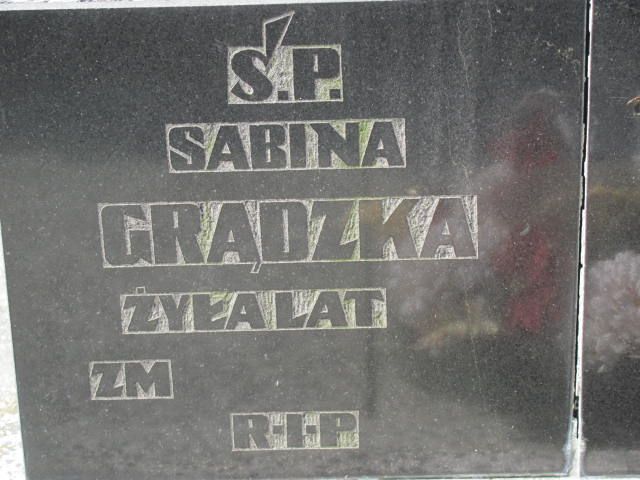 Ś.P.
SABINA
GRĄDZKA
ŻYŁA LAT
ZM
R-I-P